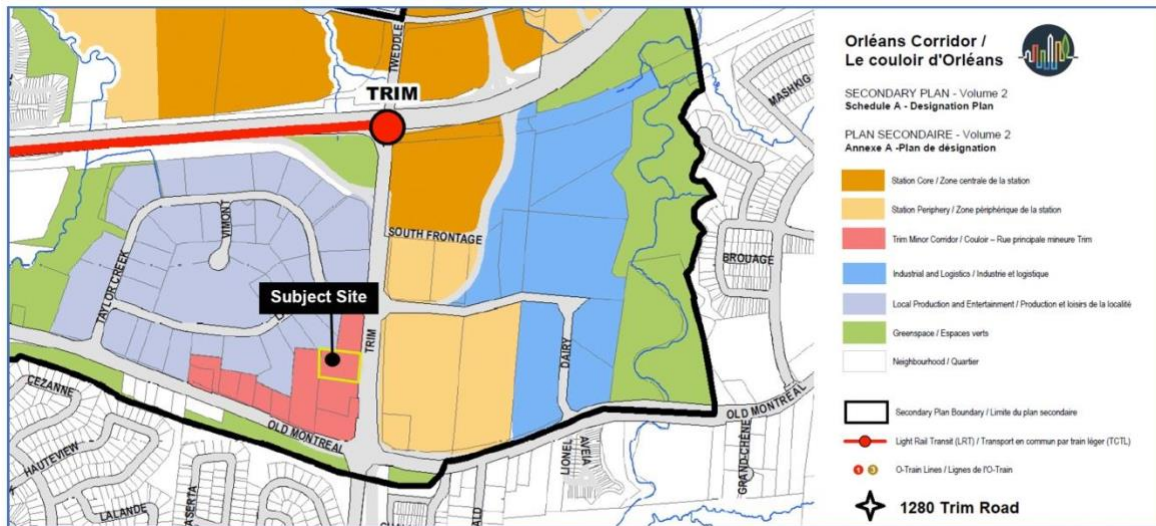 TWEDDLE
TRIM
MASHKIG
VIMONT
SOUTH FRONTAGE
BROUAGE
TAYLOR CREEK
Subject Site
TRIM
DAIRY
CEZANNE
OLD MONTREAL
OLD MONTREAL
HAUTEVIEW
LIONEL
AVEIA
GRAND-CHÊNE
LALANDE
Orléans Corridor /
Le couloir d'Orléans
SECONDARY PLAN - Volume 2
Schedule A - Designation Plan
PLAN SECONDAIRE - Volume 2
Annexe A -Plan de désignation
Station Core / Zone centrale de la station
Station Periphery / Zone périphérique de la station
Trim Minor Corridor / Couloir – Rue principale mineure Trim
Industrial and Logistics / Industrie et logistique
Local Production and Entertainment / Production et loisirs de la localité
Greenspace / Espaces verts
Neighbourhood / Quartier
Secondary Plan Boundary / Limite du plan secondaire
Light Rail Transit (LRT) / Transport en commun par train léger (TCTL)
1 3 O-Train Lines / Lignes de l'O-Train
1280 Trim Road